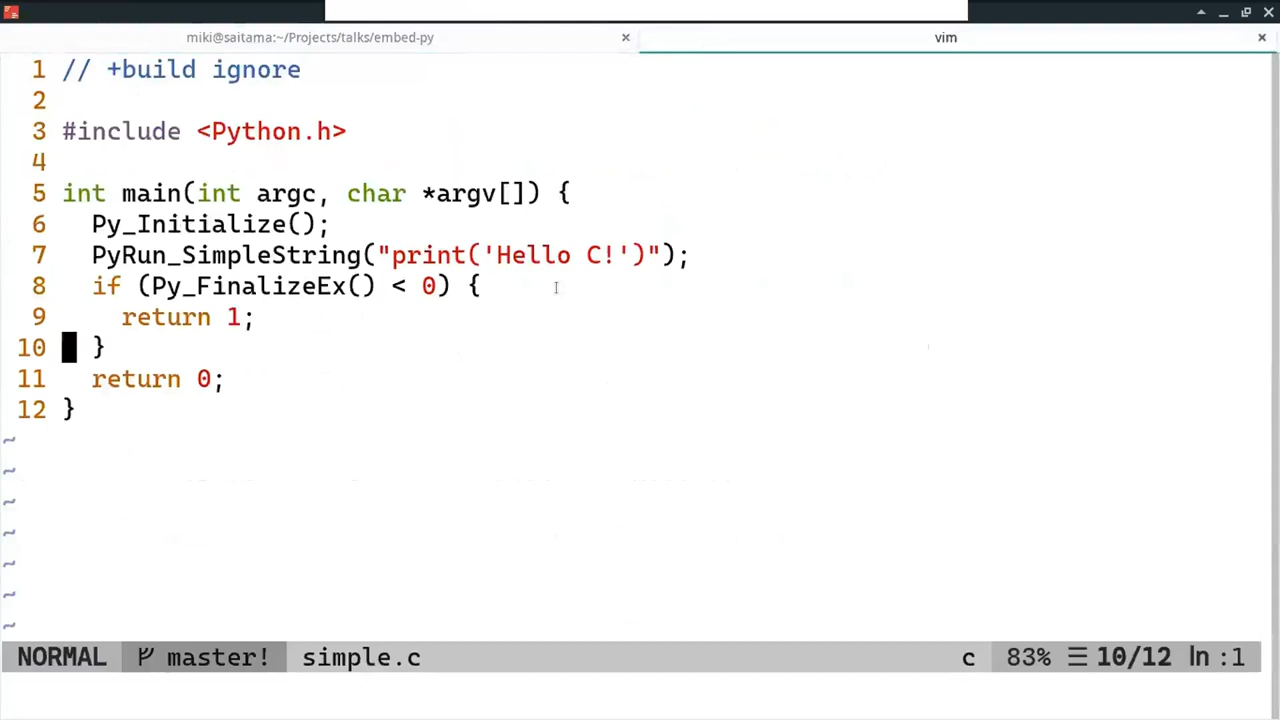 miki@saitama:~/Projects/talks/embed-py × vim ×
1 // +build ignore
2
3 #include <Python.h>
4
5 int main(int argc, char *argv[]) {
6   Py_Initialize();
7   PyRun_SimpleString("print('Hello C!')");
8   if (Py_FinalizeEx() < 0) {
9     return 1;
10   }
11   return 0;
12 }
~
~
~
~
~
~
~
NORMAL master! simple.c c 83% ☰ 10/12 ln :1